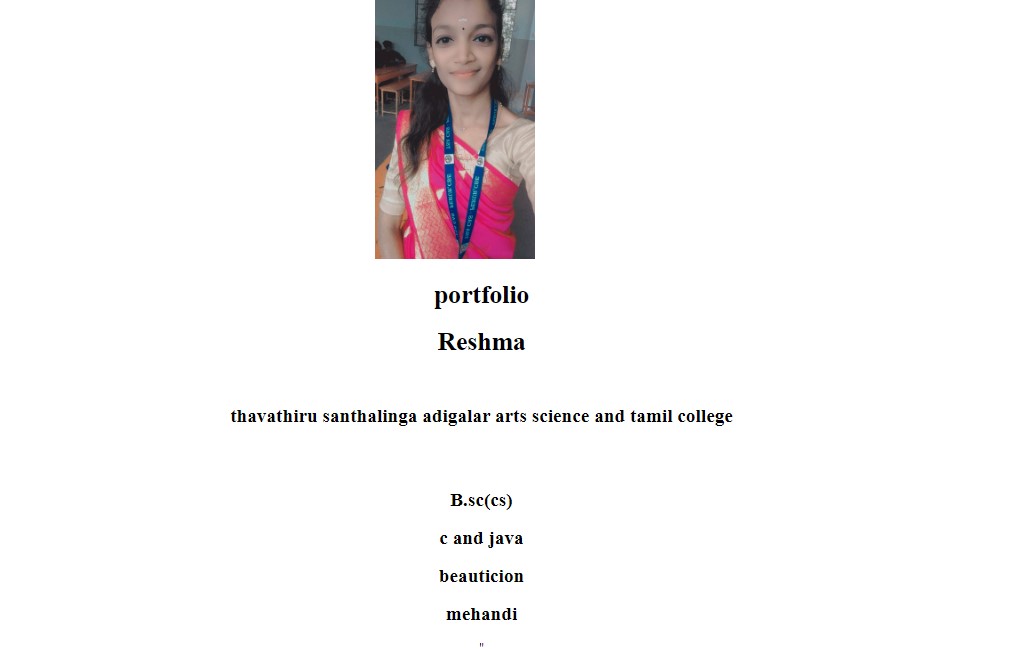 portfolio
Reshma
thavathiru santhalinga adigalar arts science and tamil college
B.sc(cs)
c and java
beauticion
mehandi
"